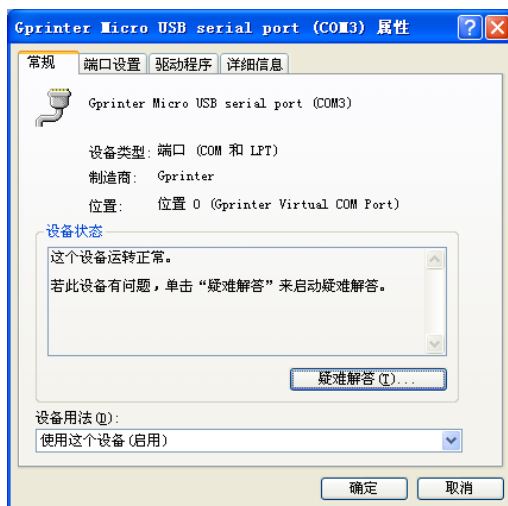 Gprinter Micro USB serial port (COM3) 属性
常规 端口设置 驱动程序 详细信息
Gprinter Micro USB serial port (COM3)
设备类型: 端口 (COM 和 LPT)
制造商: Gprinter
位置: 位置 0 (Gprinter Virtual COM Port)
设备状态
这个设备运转正常。
若此设备有问题，单击“疑难解答”来启动疑难解答。
疑难解答(T)...
设备用法(D):
使用这个设备(启用)
确定 取消